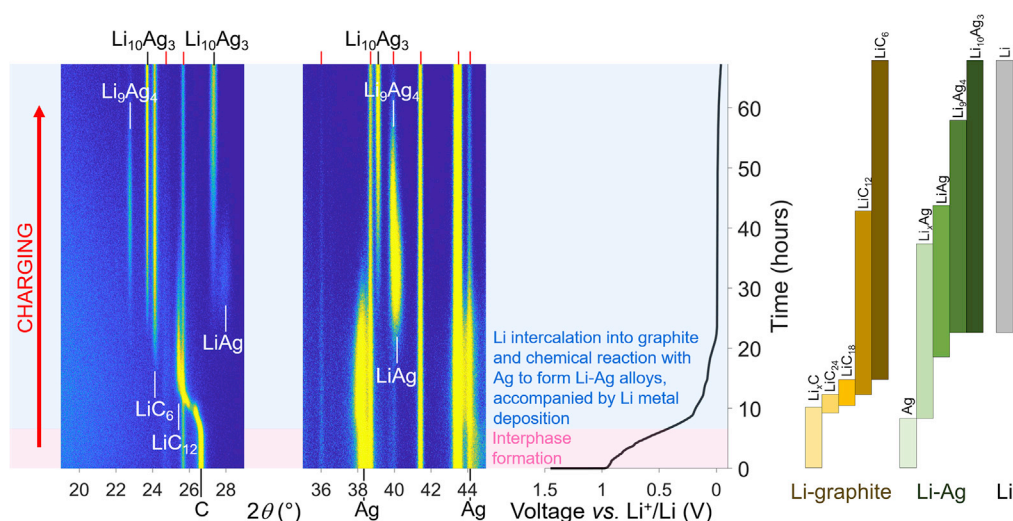 Li10Ag3 Li10Ag3 Li10Ag3
Li9Ag4
Li9Ag4
CHARGING
LiAg
LiC6
LiC12
LiAg
Li intercalation into graphite
and chemical reaction with
Ag to form Li-Ag alloys,
accompanied by Li metal
deposition
Interphase
formation
20 22 24 26 28
C
2θ (°)
36 38 40 42 44
Ag Ag
60
50
40
30
20
10
0
Time (hours)
1.5 1 0.5 0
Voltage vs. Li+/Li (V)
LixC
LiC24
LiC18
LiC12
LiC6
Ag
LixAg
LiAg
Li9Ag4
Li10Ag3
Li
Li-graphite Li-Ag Li